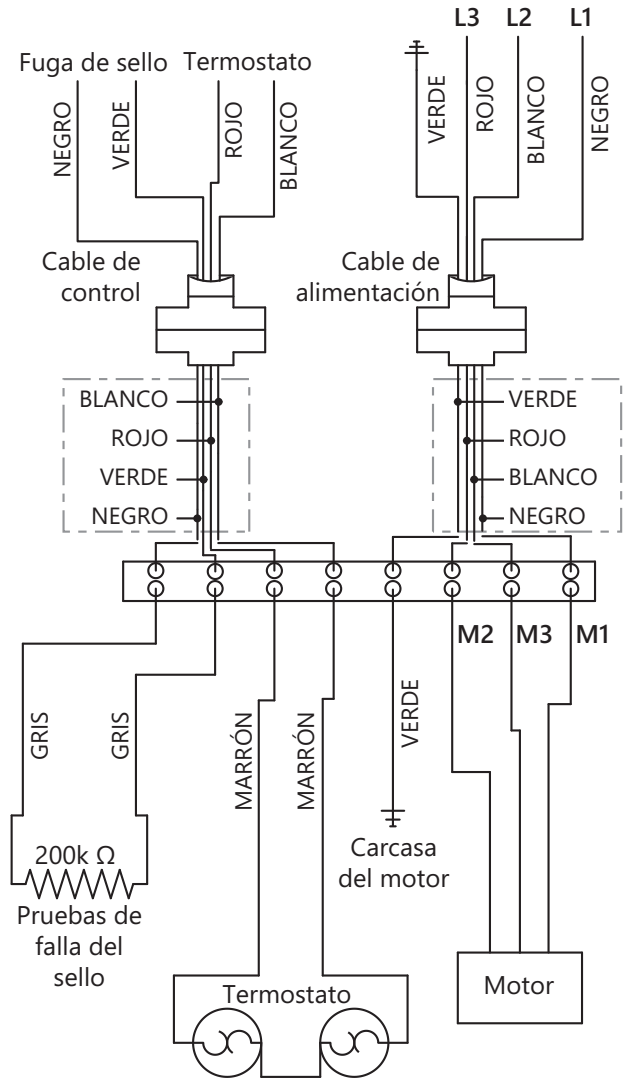 L3 L2 L1
Fuga de sello Termostato
NEGRO
VERDE
ROJO
BLANCO
VERDE
ROJO
BLANCO
NEGRO
Cable de
control
Cable de
alimentación
BLANCO
ROJO
VERDE
NEGRO
VERDE
ROJO
BLANCO
NEGRO
M2 M3 M1
GRIS
GRIS
MARRÓN
MARRÓN
VERDE
200k Ω
Pruebas de
falla del
sello
Carcasa
del motor
Termostato
Motor